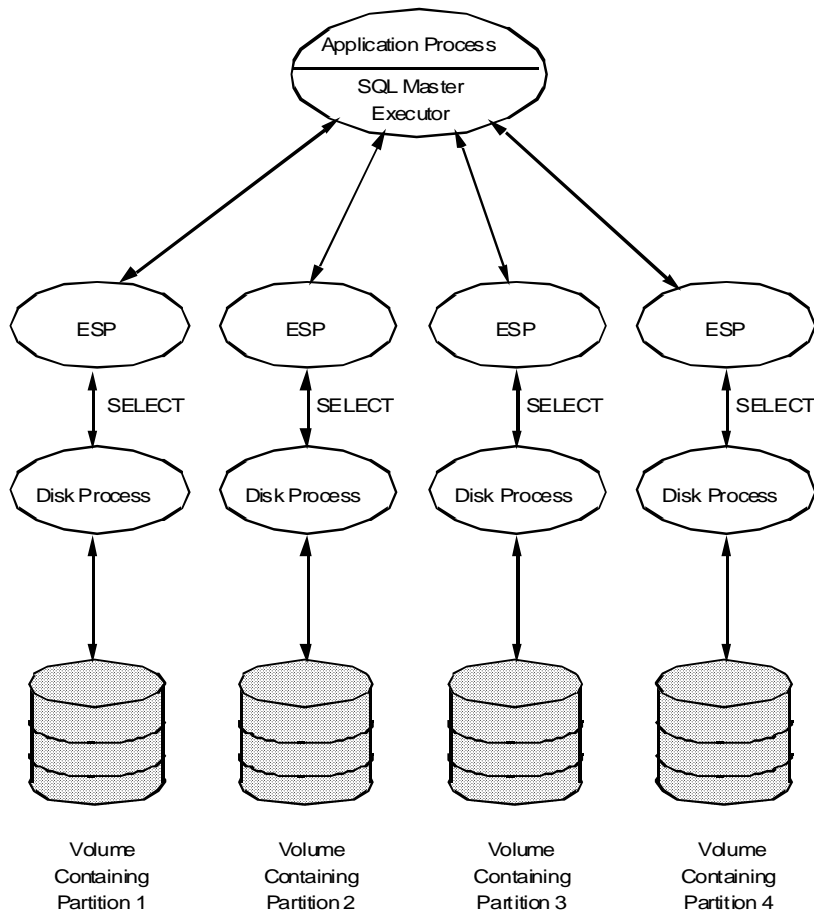 Application Process
SQL Master
Executor
ESP
ESP
ESP
ESP
SELECT
SELECT
SELECT
SELECT
Disk Process
Disk Process
Disk Process
Disk Process
Volume
Containing
Partition 1
Volume
Containing
Partition 2
Volume
Containing
Partition 3
Volume
Containing
Partition 4